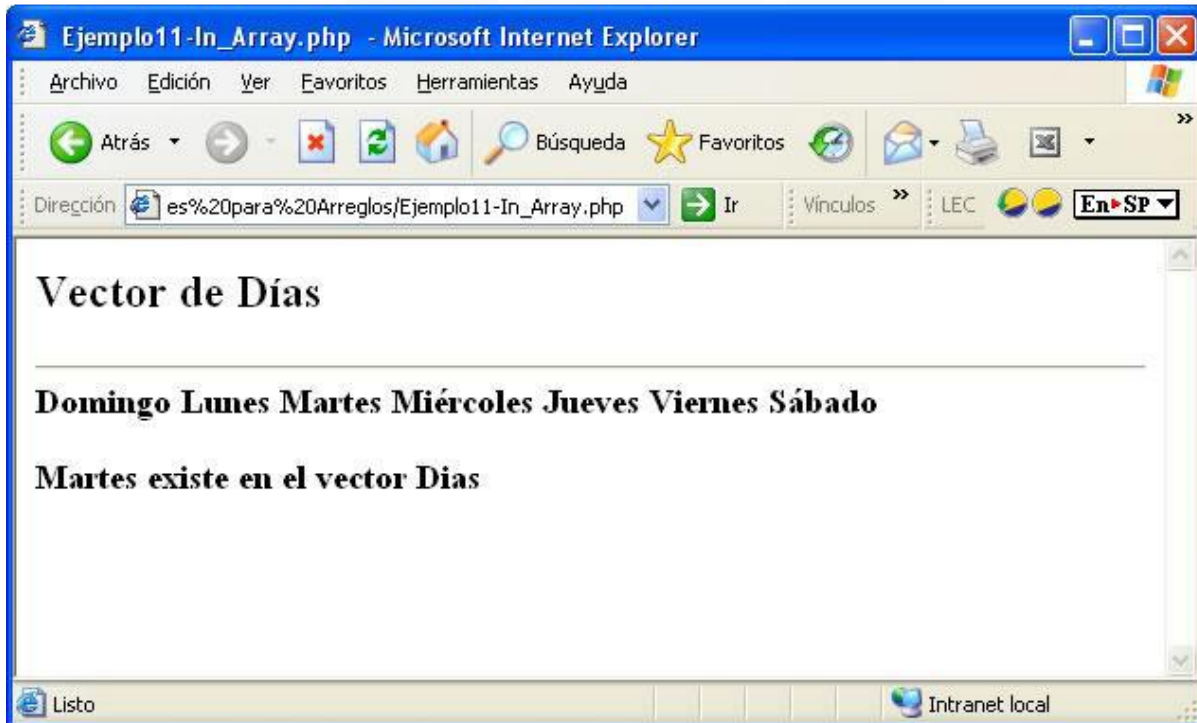 Ejemplo11-In_Array.php - Microsoft Internet Explorer
Archivo Edición Ver Favoritos Herramientas Ayuda
Atrás Búsqueda Favoritos »
Dirección es%20para%20Arreglos/Ejemplo11-In_Array.php Ir Vínculos » LEC En▸SP
Vector de Días
Domingo Lunes Martes Miércoles Jueves Viernes Sábado
Martes existe en el vector Dias
Listo Intranet local